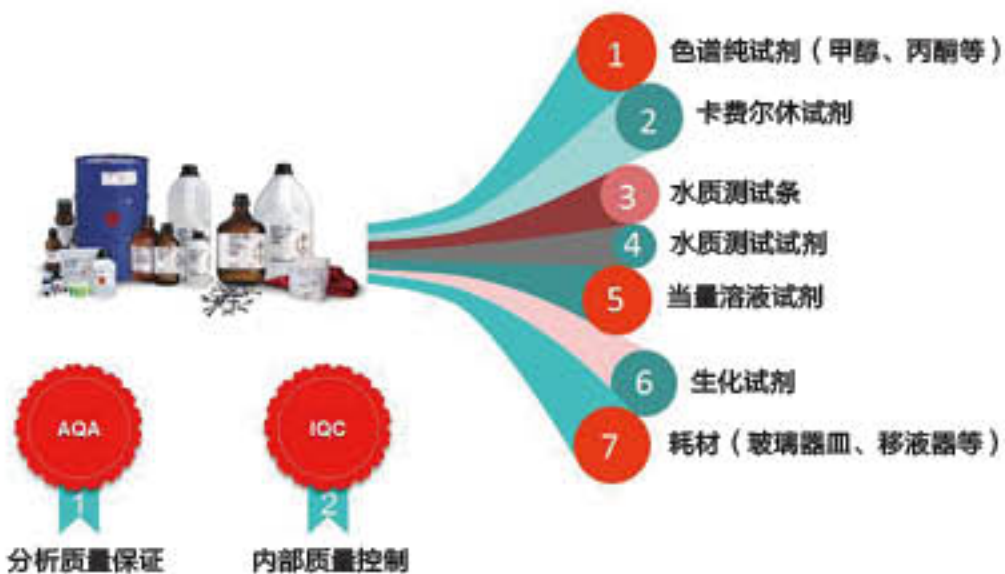 1 色谱纯试剂（甲醇、丙酮等）
2 卡费尔休试剂
3 水质测试条
4 水质测试试剂
5 当量溶液试剂
6 生化试剂
7 耗材（玻璃器皿、移液器等）
AQA
1
分析质量保证
IQC
2
内部质量控制